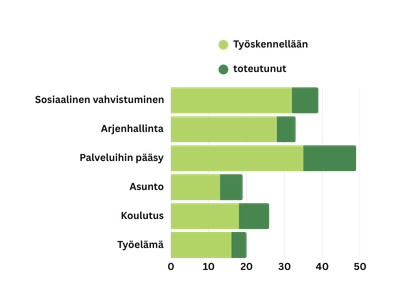 Työskennellään
toteutunut
Sosiaalinen vahvistuminen
Arjenhallinta
Palveluihin pääsy
Asunto
Koulutus
Työelämä
0 10 20 30 40 50